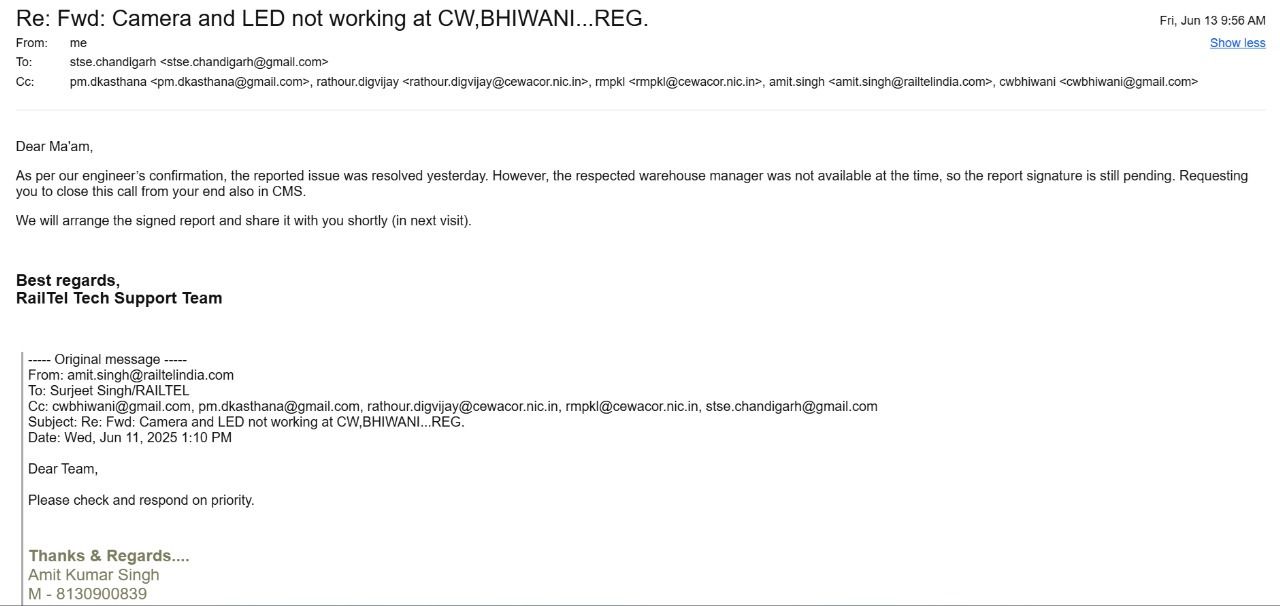 Re: Fwd: Camera and LED not working at CW,BHIWANI...REG.
Fri, Jun 13 9:56 AM
From: me
Show less
To: stse.chandigarh <stse.chandigarh@gmail.com>
Cc: pm.dkasthana <pm.dkasthana@gmail.com>, rathour.digvijay <rathour.digvijay@cewacor.nic.in>, rmpkl <rmpkl@cewacor.nic.in>, amit.singh <amit.singh@railtelindia.com>, cwbhiwani <cwbhiwani@gmail.com>
Dear Ma'am,
As per our engineer's confirmation, the reported issue was resolved yesterday. However, the respected warehouse manager was not available at the time, so the report signature is still pending. Requesting
you to close this call from your end also in CMS.
We will arrange the signed report and share it with you shortly (in next visit).
Best regards,
RailTel Tech Support Team
----- Original message -----
From: amit.singh@railtelindia.com
To: Surjeet Singh/RAILTEL
Cc: cwbhiwani@gmail.com, pm.dkasthana@gmail.com, rathour.digvijay@cewacor.nic.in, rmpkl@cewacor.nic.in, stse.chandigarh@gmail.com
Subject: Re: Fwd: Camera and LED not working at CW,BHIWANI...REG.
Date: Wed, Jun 11, 2025 1:10 PM
Dear Team,
Please check and respond on priority.
Thanks & Regards....
Amit Kumar Singh
M - 8130900839